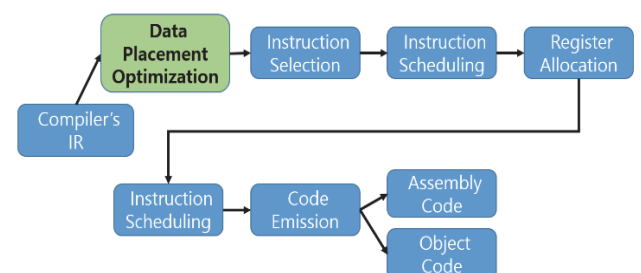 Data
Placement
Optimization
Instruction
Selection
Instruction
Scheduling
Register
Allocation
Compiler's
IR
Instruction
Scheduling
Code
Emission
Assembly
Code
Object
Code